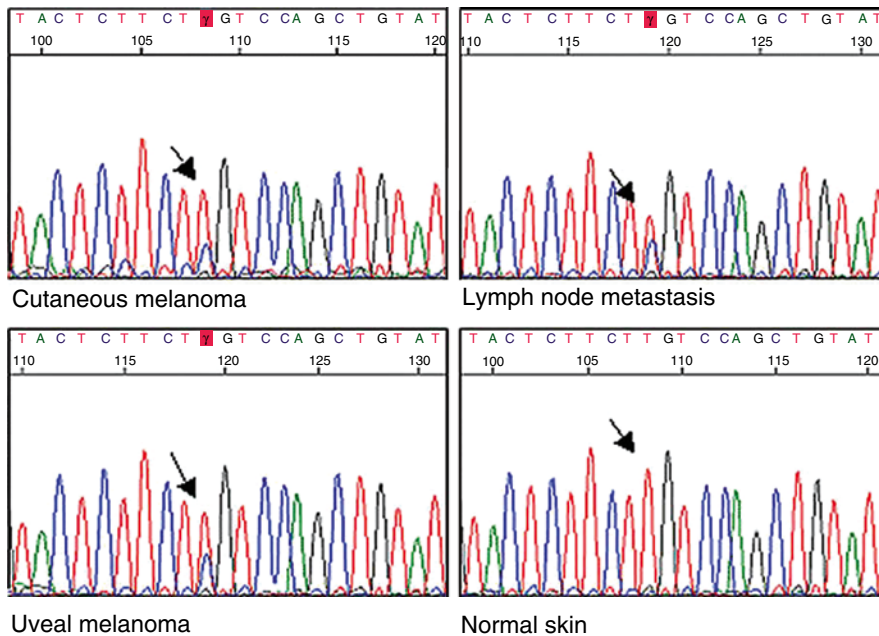 T A C T C T T C T γ G T C C A G C T G T A T
100 105 110 115 120
Cutaneous melanoma
T A C T C T T C T γ G T C C A G C T G T A T
110 115 120 125 130
Lymph node metastasis
T A C T C T T C T γ G T C C A G C T G T A T
110 115 120 125 130
Uveal melanoma
T A C T C T T C T T G T C C A G C T G T A T
100 105 110 115 120
Normal skin